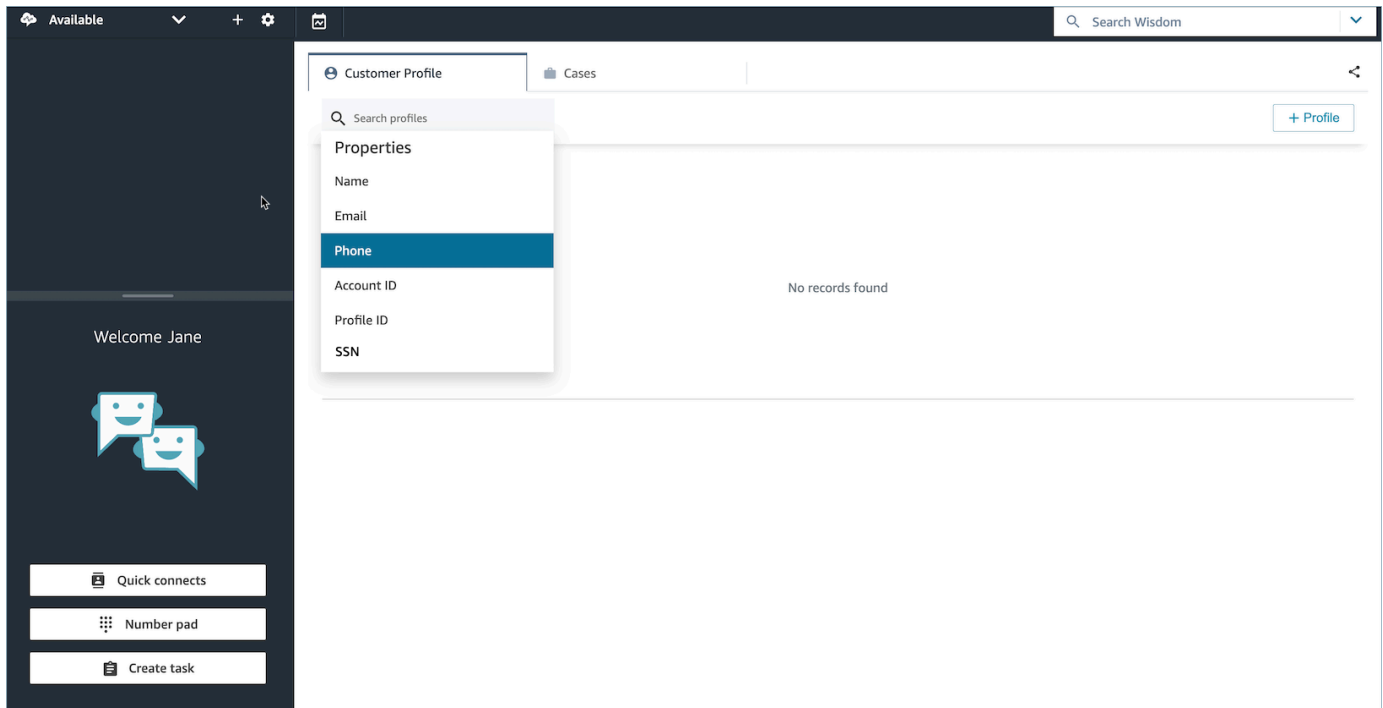 Available
Search Wisdom
Customer Profile
Cases
Search profiles
+ Profile
Properties
Name
Email
Phone
Account ID
Profile ID
SSN
No records found
Welcome Jane
Quick connects
Number pad
Create task